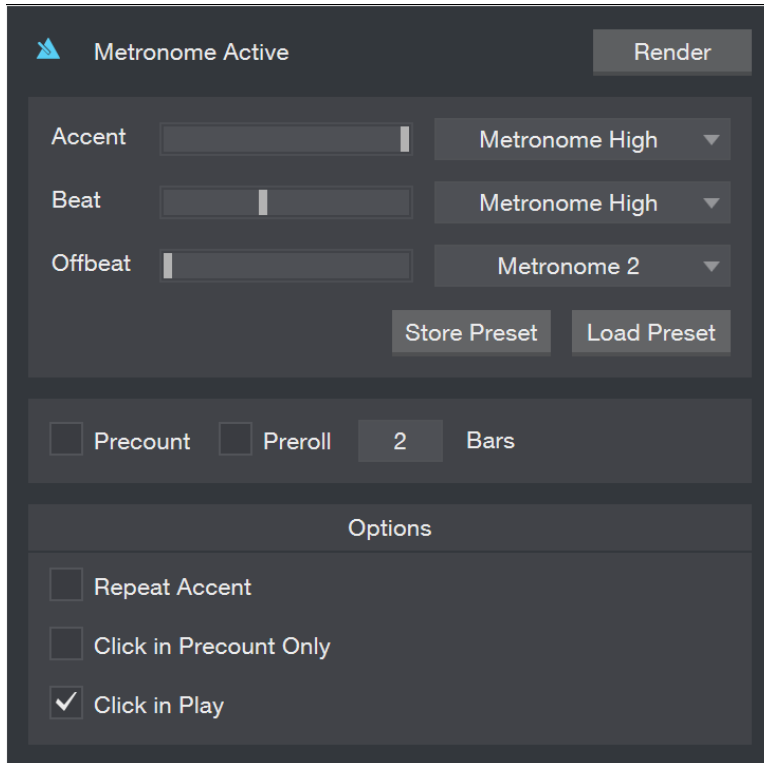 Metronome Active Render
Accent Metronome High
Beat Metronome High
Offbeat Metronome 2
Store Preset Load Preset
Precount Preroll 2 Bars
Options
Repeat Accent
Click in Precount Only
Click in Play